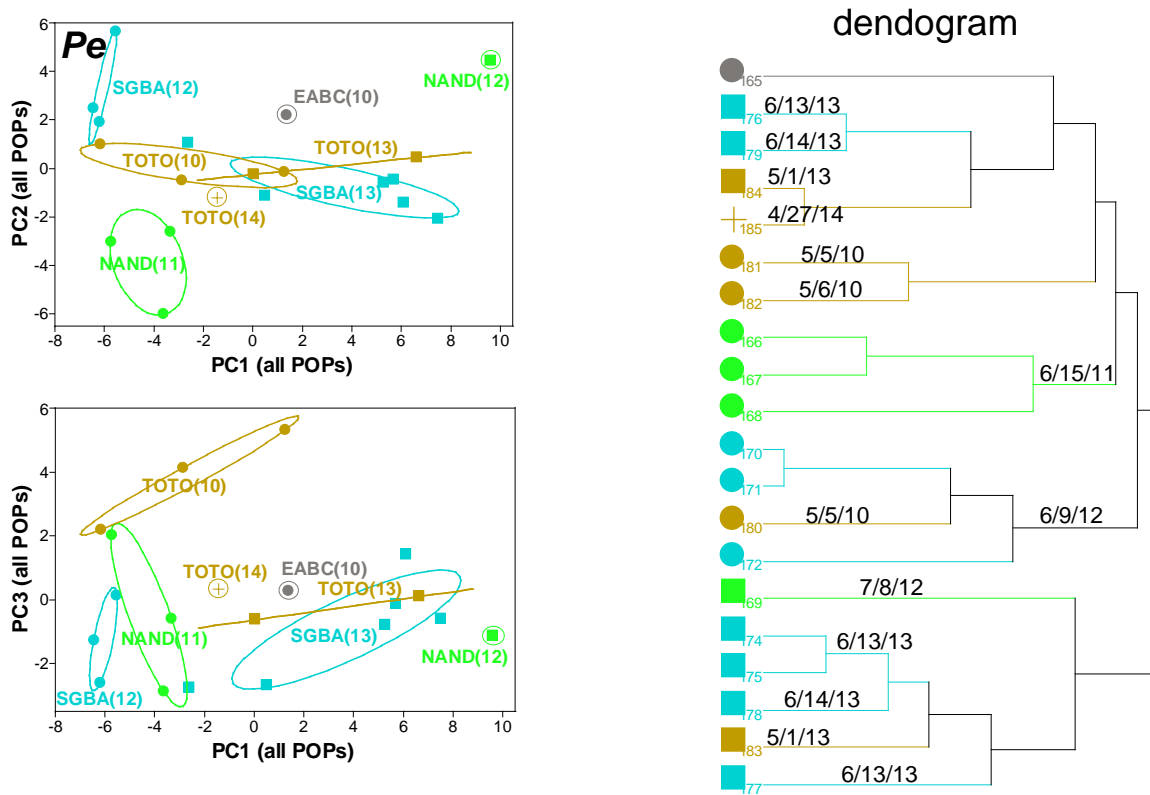 Pe
6
4
2
0
-2
-4
-6
PC2 (all POPs)
SGBA(12)
NAND(12)
EABC(10)
TOTO(10)
TOTO(13)
SGBA(13)
TOTO(14)
NAND(11)
-8 -6 -4 -2 0 2 4 6 8 10
PC1 (all POPs)
6
4
2
0
-2
PC3 (all POPs)
TOTO(10)
TOTO(14)
EABC(10)
TOTO(13)
NAND(11)
SGBA(13)
NAND(12)
SGBA(12)
-8 -6 -4 -2 0 2 4 6 8 10
PC1 (all POPs)
dendogram
165
176 6/13/13
179 6/14/13
184 5/1/13
185 4/27/14
181 5/5/10
182 5/6/10
166
167 6/15/11
168
170
171
180 5/5/10 6/9/12
172
169 7/8/12
174 6/13/13
175
178 6/14/13
183 5/1/13
177 6/13/13